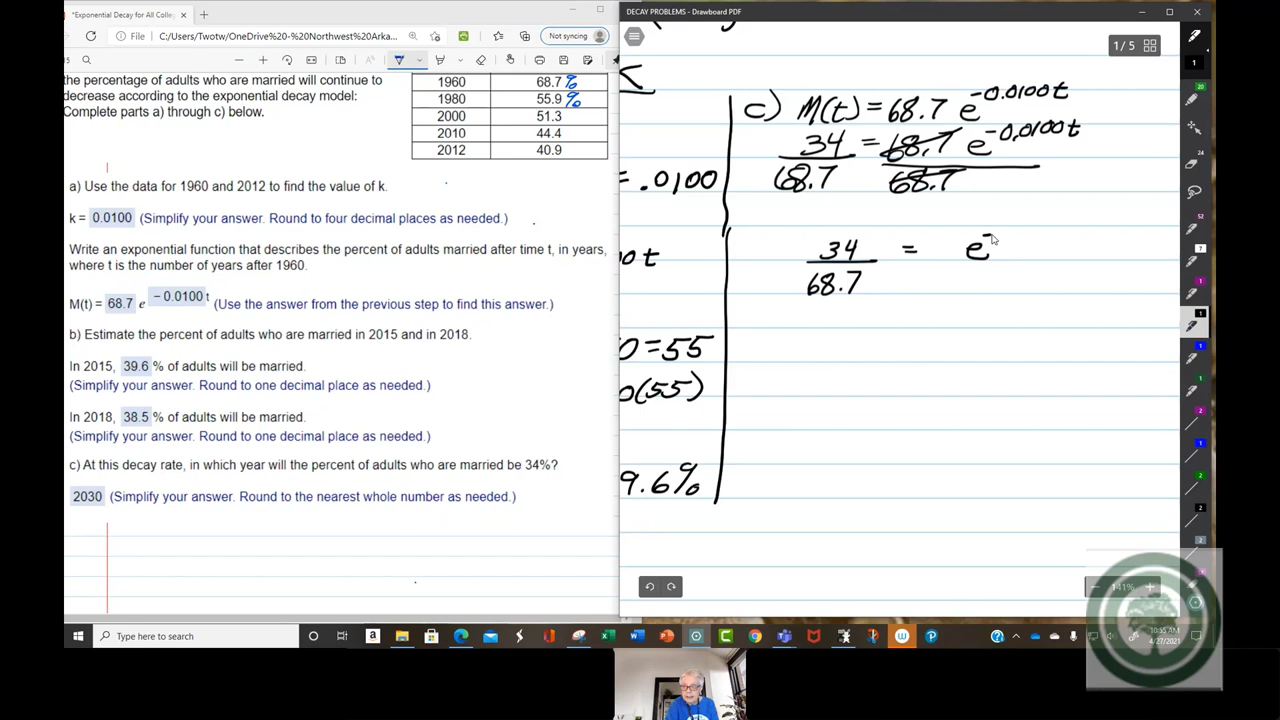 *Exponential Decay for All Colleg
File
C:/Users/Twotw/OneDrive%20-%20Northwest%20Arka
Not syncing
the percentage of adults who are married will continue to
decrease according to the exponential decay model:
Complete parts a) through c) below.
1960 68.7%
1980 55.9%
2000 51.3
2010 44.4
2012 40.9
a) Use the data for 1960 and 2012 to find the value of k.
k = 0.0100 (Simplify your answer. Round to four decimal places as needed.)
Write an exponential function that describes the percent of adults married after time t, in years,
where t is the number of years after 1960.
M(t) = 68.7 e − 0.0100 t (Use the answer from the previous step to find this answer.)
b) Estimate the percent of adults who are married in 2015 and in 2018.
In 2015, 39.6 % of adults will be married.
(Simplify your answer. Round to one decimal place as needed.)
In 2018, 38.5 % of adults will be married.
(Simplify your answer. Round to one decimal place as needed.)
c) At this decay rate, in which year will the percent of adults who are married be 34%?
2030 (Simplify your answer. Round to the nearest whole number as needed.)
DECAY PROBLEMS - Drawboard PDF
1 / 5
K
= .0100
00 t
0 = 55
0(55)
9.6%
c) M(t) = 68.7 e -0.0100t
34 = 68.7 e -0.0100t
68.7 68.7
34 = e -
68.7
141%
Type here to search
10:55 AM
4/27/2021